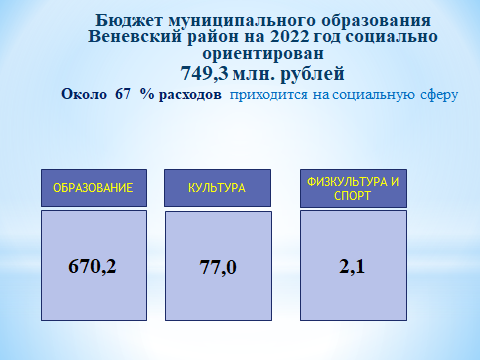 Бюджет муниципального образования
Веневский район на 2022 год социально
ориентирован
749,3 млн. рублей
Около 67 % расходов приходится на социальную сферу
ОБРАЗОВАНИЕ
КУЛЬТУРА
ФИЗКУЛЬТУРА И
СПОРТ
670,2
77,0
2,1